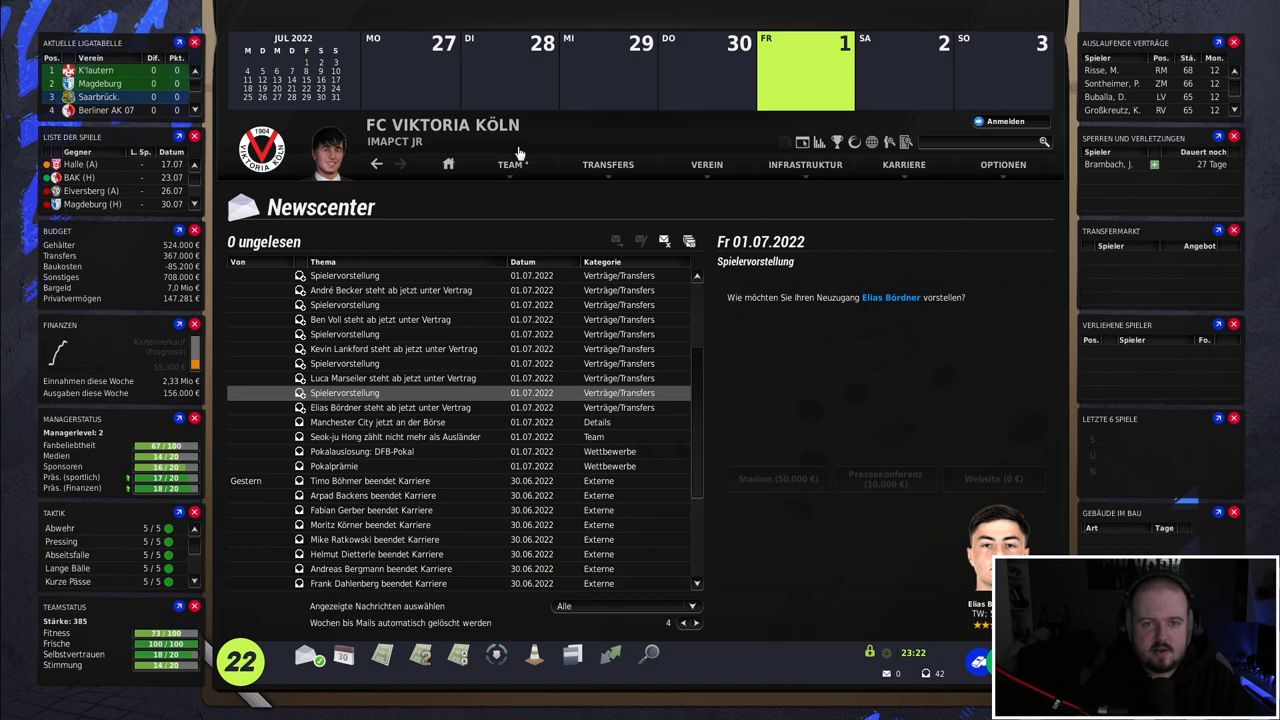 AKTUELLE LIGATABELLE
Pos. Verein Dif. Pkt.
1 K'lautern 0 0
2 Magdeburg 0 0
3 Saarbrück. 0 0
4 Berliner AK 07 0 0
LISTE DER SPIELE
Gegner L. Sp. Datum
Halle (A) - 17.07
BAK (H) - 23.07
Elversberg (A) - 26.07
Magdeburg (H) - 30.07
BUDGET
Gehälter 524.000 €
Transfers 367.000 €
Baukosten -85.200 €
Sonstiges 708.000 €
Bargeld 7,0 Mio €
Privatvermögen 147.281 €
FINANZEN
Kartenverkauf
(Prognose)
55.300 €
Einnahmen diese Woche 2,33 Mio €
Ausgaben diese Woche 156.000 €
MANAGERSTATUS
Managerlevel: 2
Fanbeliebtheit 67 / 100
Medien 14 / 20
Sponsoren 16 / 20
Präs. (sportlich) 17 / 20
Präs. (Finanzen) 18 / 20
TAKTIK
Abwehr 5 / 5
Pressing 5 / 5
Abseitsfalle 5 / 5
Lange Bälle 5 / 5
Kurze Pässe 5 / 5
TEAMSTATUS
Stärke: 385
Fitness 73 / 100
Frische 100 / 100
Selbstvertrauen 18 / 20
Stimmung 14 / 20
JUL 2022
M D M D F S S
1 2 3
4 5 6 7 8 9 10
11 12 13 14 15 16 17
18 19 20 21 22 23 24
25 26 27 28 29 30 31
MO 27 DI 28 MI 29 DO 30 FR 1 SA 2 SO 3
1904
FC VIKTORIA KÖLN
IMAPCT JR
Anmelden
TEAM TRANSFERS VEREIN INFRASTRUKTUR KARRIERE OPTIONEN
Newscenter
0 ungelesen
Von Thema Datum Kategorie
Spielervorstellung 01.07.2022 Verträge/Transfers
André Becker steht ab jetzt unter Vertrag 01.07.2022 Verträge/Transfers
Spielervorstellung 01.07.2022 Verträge/Transfers
Ben Voll steht ab jetzt unter Vertrag 01.07.2022 Verträge/Transfers
Spielervorstellung 01.07.2022 Verträge/Transfers
Kevin Lankford steht ab jetzt unter Vertrag 01.07.2022 Verträge/Transfers
Spielervorstellung 01.07.2022 Verträge/Transfers
Luca Marseiler steht ab jetzt unter Vertrag 01.07.2022 Verträge/Transfers
Spielervorstellung 01.07.2022 Verträge/Transfers
Elias Bördner steht ab jetzt unter Vertrag 01.07.2022 Verträge/Transfers
Manchester City jetzt an der Börse 01.07.2022 Details
Seok-ju Hong zählt nicht mehr als Ausländer 01.07.2022 Team
Pokalauslosung: DFB-Pokal 01.07.2022 Wettbewerbe
Pokalprämie 01.07.2022 Wettbewerbe
Gestern Timo Böhmer beendet Karriere 30.06.2022 Externe
Arpad Backens beendet Karriere 30.06.2022 Externe
Fabian Gerber beendet Karriere 30.06.2022 Externe
Moritz Körner beendet Karriere 30.06.2022 Externe
Mike Ratkowski beendet Karriere 30.06.2022 Externe
Helmut Dietterle beendet Karriere 30.06.2022 Externe
Andreas Bergmann beendet Karriere 30.06.2022 Externe
Frank Dahlenberg beendet Karriere 30.06.2022 Externe
Angezeigte Nachrichten auswählen Alle
Wochen bis Mails automatisch gelöscht werden 4
22
30
23:22
0 42
Fr 01.07.2022
Spielervorstellung
Wie möchten Sie Ihren Neuzugang Elias Bördner vorstellen?
Stadion (50.000 €)
Pressekonferenz
(10.000 €)
Website (0 €)
Elias B
TW;
AUSLAUFENDE VERTRÄGE
Spieler Pos. Stä. Mon.
Risse, M. RM 68 12
Sontheimer, P. ZM 66 12
Buballa, D. LV 65 12
Großkreutz, K. RV 65 12
SPERREN UND VERLETZUNGEN
Spieler Dauert noch
Brambach, J. 27 Tage
TRANSFERMARKT
Spieler Angebot
VERLIEHENE SPIELER
Pos. Spieler Fo.
LETZTE 6 SPIELE
S
U
N
GEBÄUDE IM BAU
Art Tage